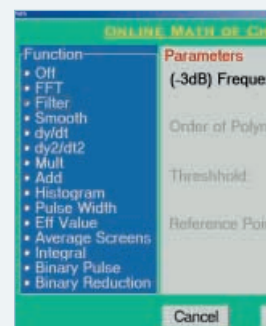 ONLINE MATH OF CH
Function
• Off
• FFT
• Filter
• Smooth
• dy/dt
• dy2/dt2
• Mult
• Add
• Histogram
• Pulse Width
• Eff Value
• Average Screens
• Integral
• Binary Pulse
• Binary Reduction
Parameters
(-3dB) Freque
Order of Polyn
Threshhold
Reference Poi
Cancel